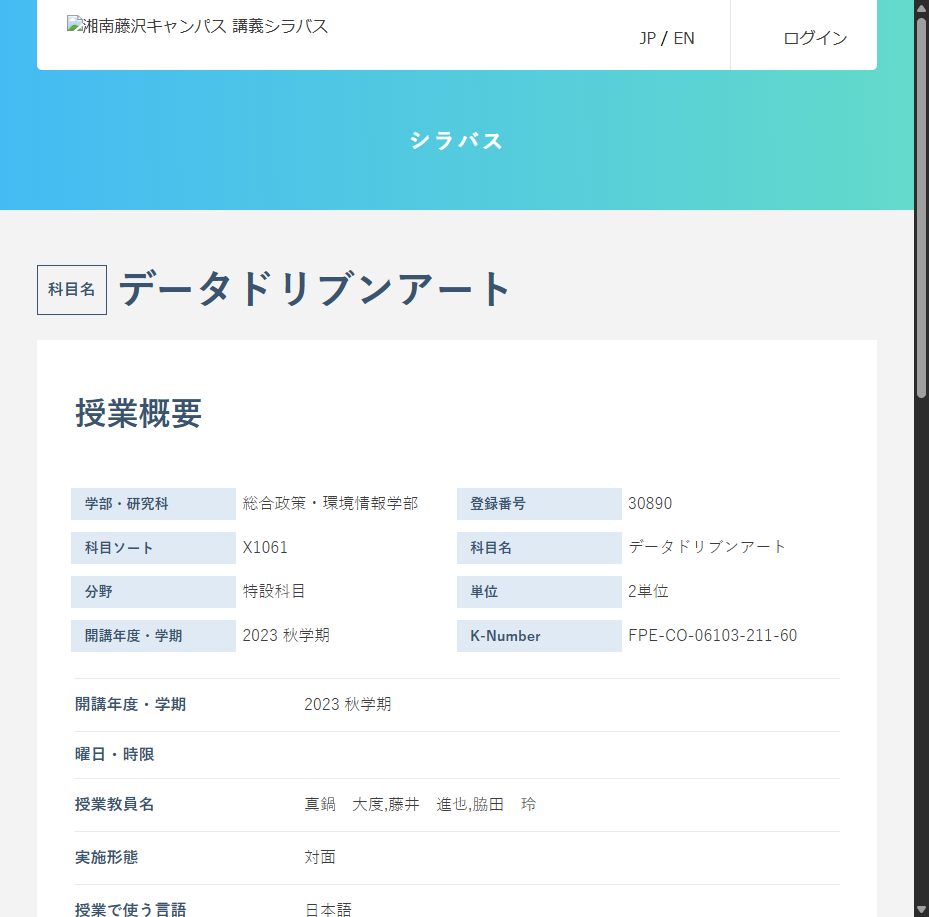 湘南藤沢キャンパス 講義シラバス
JP / EN
ログイン
シラバス
科目名 データドリブンアート
授業概要
学部・研究科 総合政策・環境情報学部 登録番号 30890
科目ソート X1061 科目名 データドリブンアート
分野 特設科目 単位 2単位
開講年度・学期 2023 秋学期 K-Number FPE-CO-06103-211-60
開講年度・学期 2023 秋学期
曜日・時限
授業教員名 真鍋　大度,藤井　進也,脇田　玲
実施形態 対面
授業で使う言語 日本語